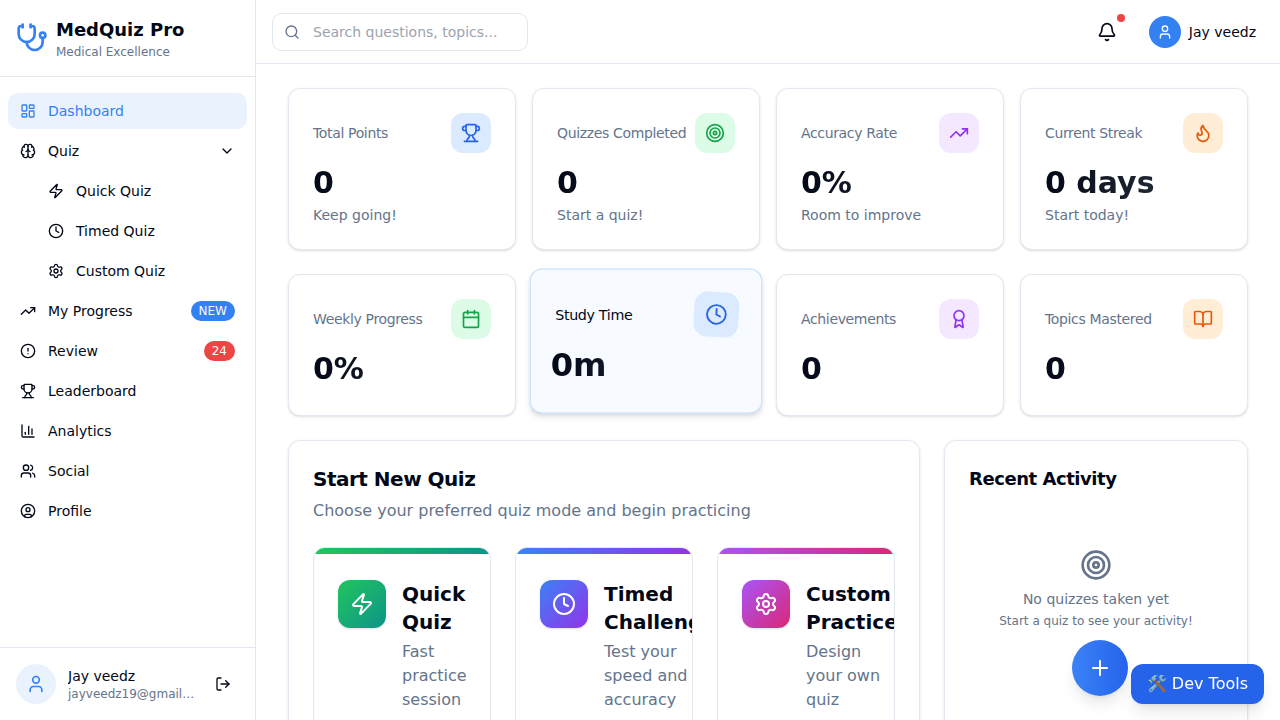 MedQuiz Pro
Medical Excellence
Search questions, topics...
Jay veedz
Dashboard
Quiz
Quick Quiz
Timed Quiz
Custom Quiz
My Progress NEW
Review 24
Leaderboard
Analytics
Social
Profile
Jay veedz
jayveedz19@gmail...
Total Points
0
Keep going!
Quizzes Completed
0
Start a quiz!
Accuracy Rate
0%
Room to improve
Current Streak
0 days
Start today!
Weekly Progress
0%
Study Time
0m
Achievements
0
Topics Mastered
0
Start New Quiz
Choose your preferred quiz mode and begin practicing
Quick
Quiz
Fast
practice
session
Timed
Challeng
Test your
speed and
accuracy
Custom
Practice
Design
your own
quiz
Recent Activity
No quizzes taken yet
Start a quiz to see your activity!
🛠️ Dev Tools